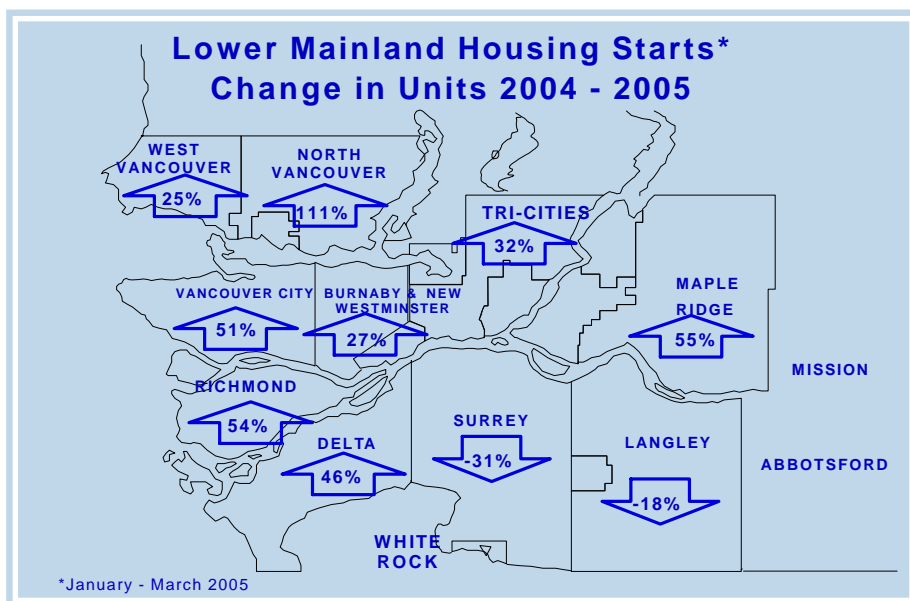 Lower Mainland Housing Starts*
Change in Units 2004 - 2005
WEST
VANCOUVER
25%
NORTH
VANCOUVER
111%
TRI-CITIES
32%
VANCOUVER CITY
51%
BURNABY & NEW
WESTMINSTER
27%
MAPLE
RIDGE
55%
MISSION
RICHMOND
54%
DELTA
46%
SURREY
-31%
LANGLEY
-18%
ABBOTSFORD
WHITE
ROCK
*January - March 2005